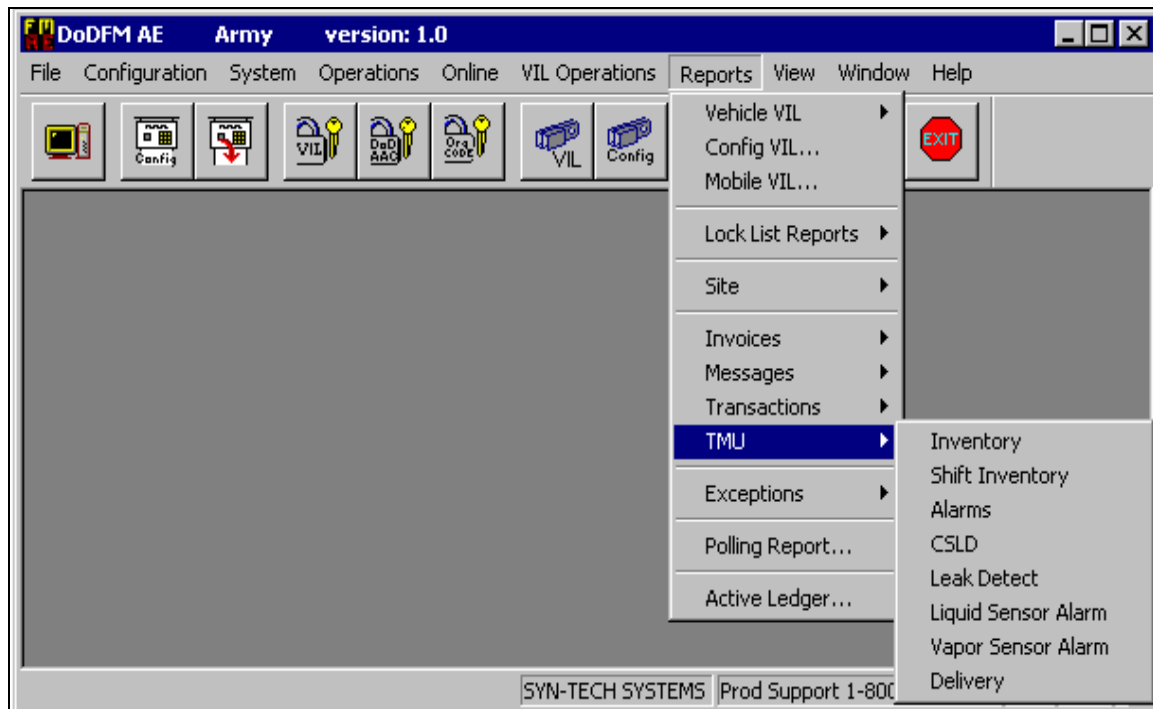 FM AE DoDFM AE Army version: 1.0
File Configuration System Operations Online VIL Operations Reports View Window Help
Config VIL DoD AAC Org CODE VIL Config EXIT
Vehicle VIL
Config VIL...
Mobile VIL...
Lock List Reports
Site
Invoices
Messages
Transactions
TMU
Exceptions
Polling Report...
Active Ledger...
Inventory
Shift Inventory
Alarms
CSLD
Leak Detect
Liquid Sensor Alarm
Vapor Sensor Alarm
Delivery
SYN-TECH SYSTEMS Prod Support 1-800